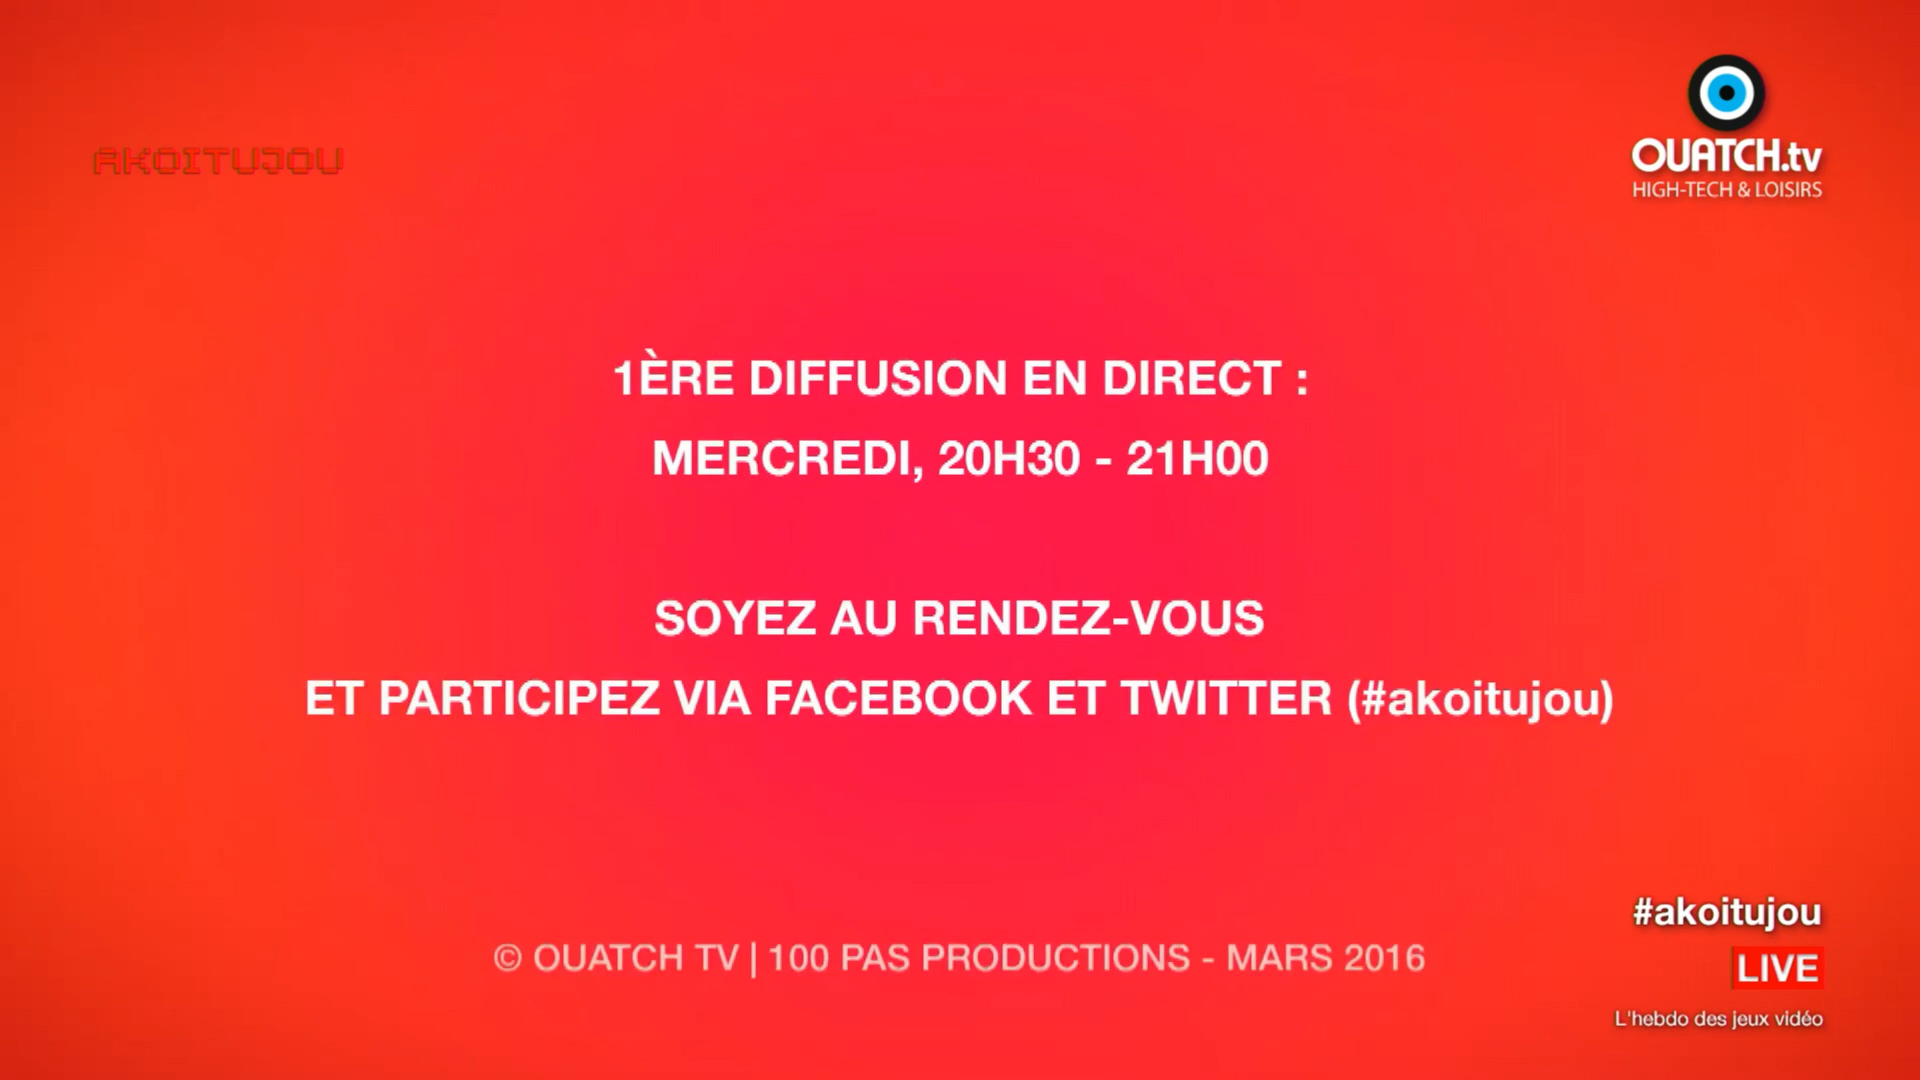 AKOITUJOU
OUATCH.tv
HIGH-TECH & LOISIRS
1ÈRE DIFFUSION EN DIRECT :
MERCREDI, 20H30 - 21H00
SOYEZ AU RENDEZ-VOUS
ET PARTICIPEZ VIA FACEBOOK ET TWITTER (#akoitujou)
© OUATCH TV | 100 PAS PRODUCTIONS - MARS 2016
#akoitujou
LIVE
L'hebdo des jeux vidéo